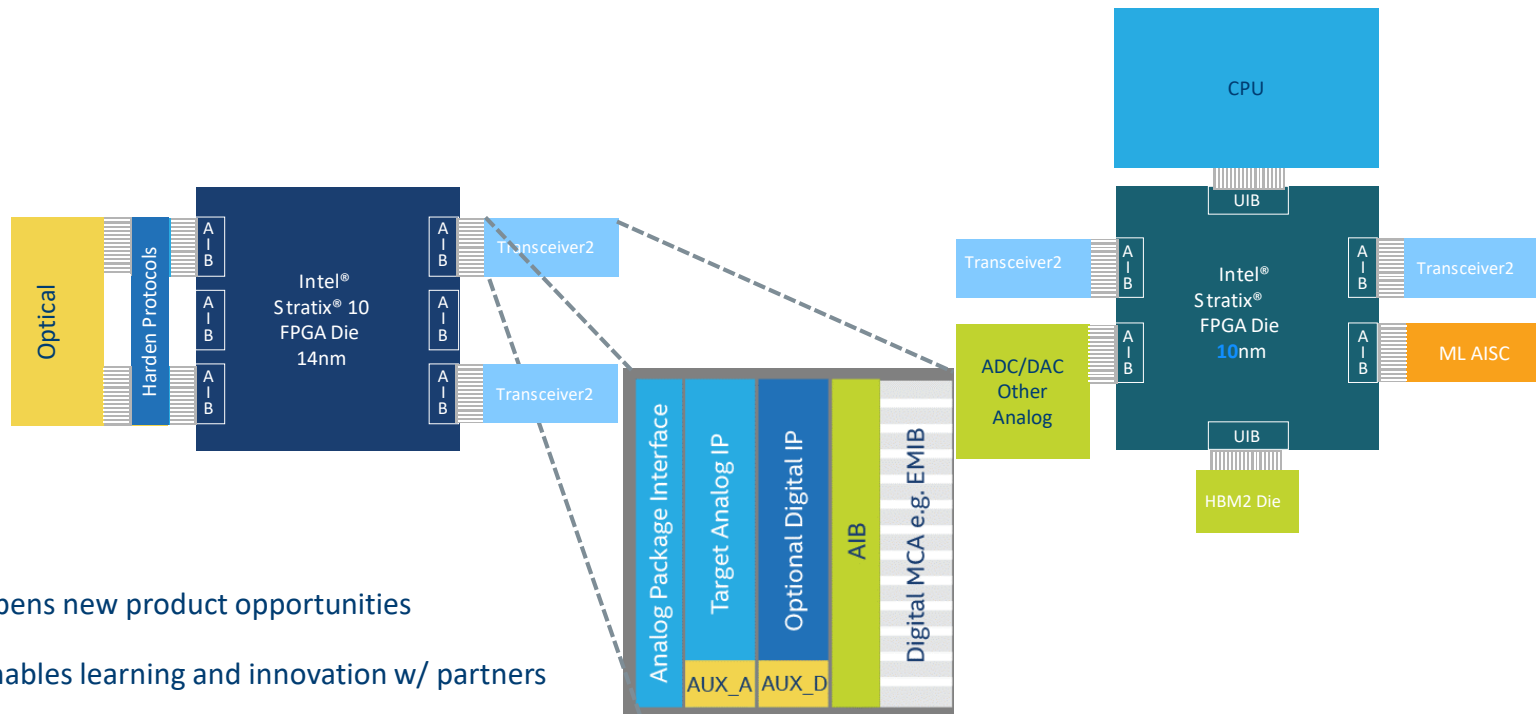 CPU
UIB
Optical
Harden Protocols
A
I
B
A
I
B
A
I
B
Intel®
Stratix® 10
FPGA Die
14nm
A
I
B
A
I
B
A
I
B
Transceiver2
Transceiver2
Analog Package Interface
Target Analog IP
AUX_A
Optional Digital IP
AUX_D
AIB
Digital MCA e.g. EMIB
Transceiver2
ADC/DAC
Other
Analog
A
I
B
A
I
B
Intel®
Stratix®
FPGA Die
10nm
A
I
B
A
I
B
Transceiver2
ML AISC
UIB
HBM2 Die
pens new product opportunities
nables learning and innovation w/ partners